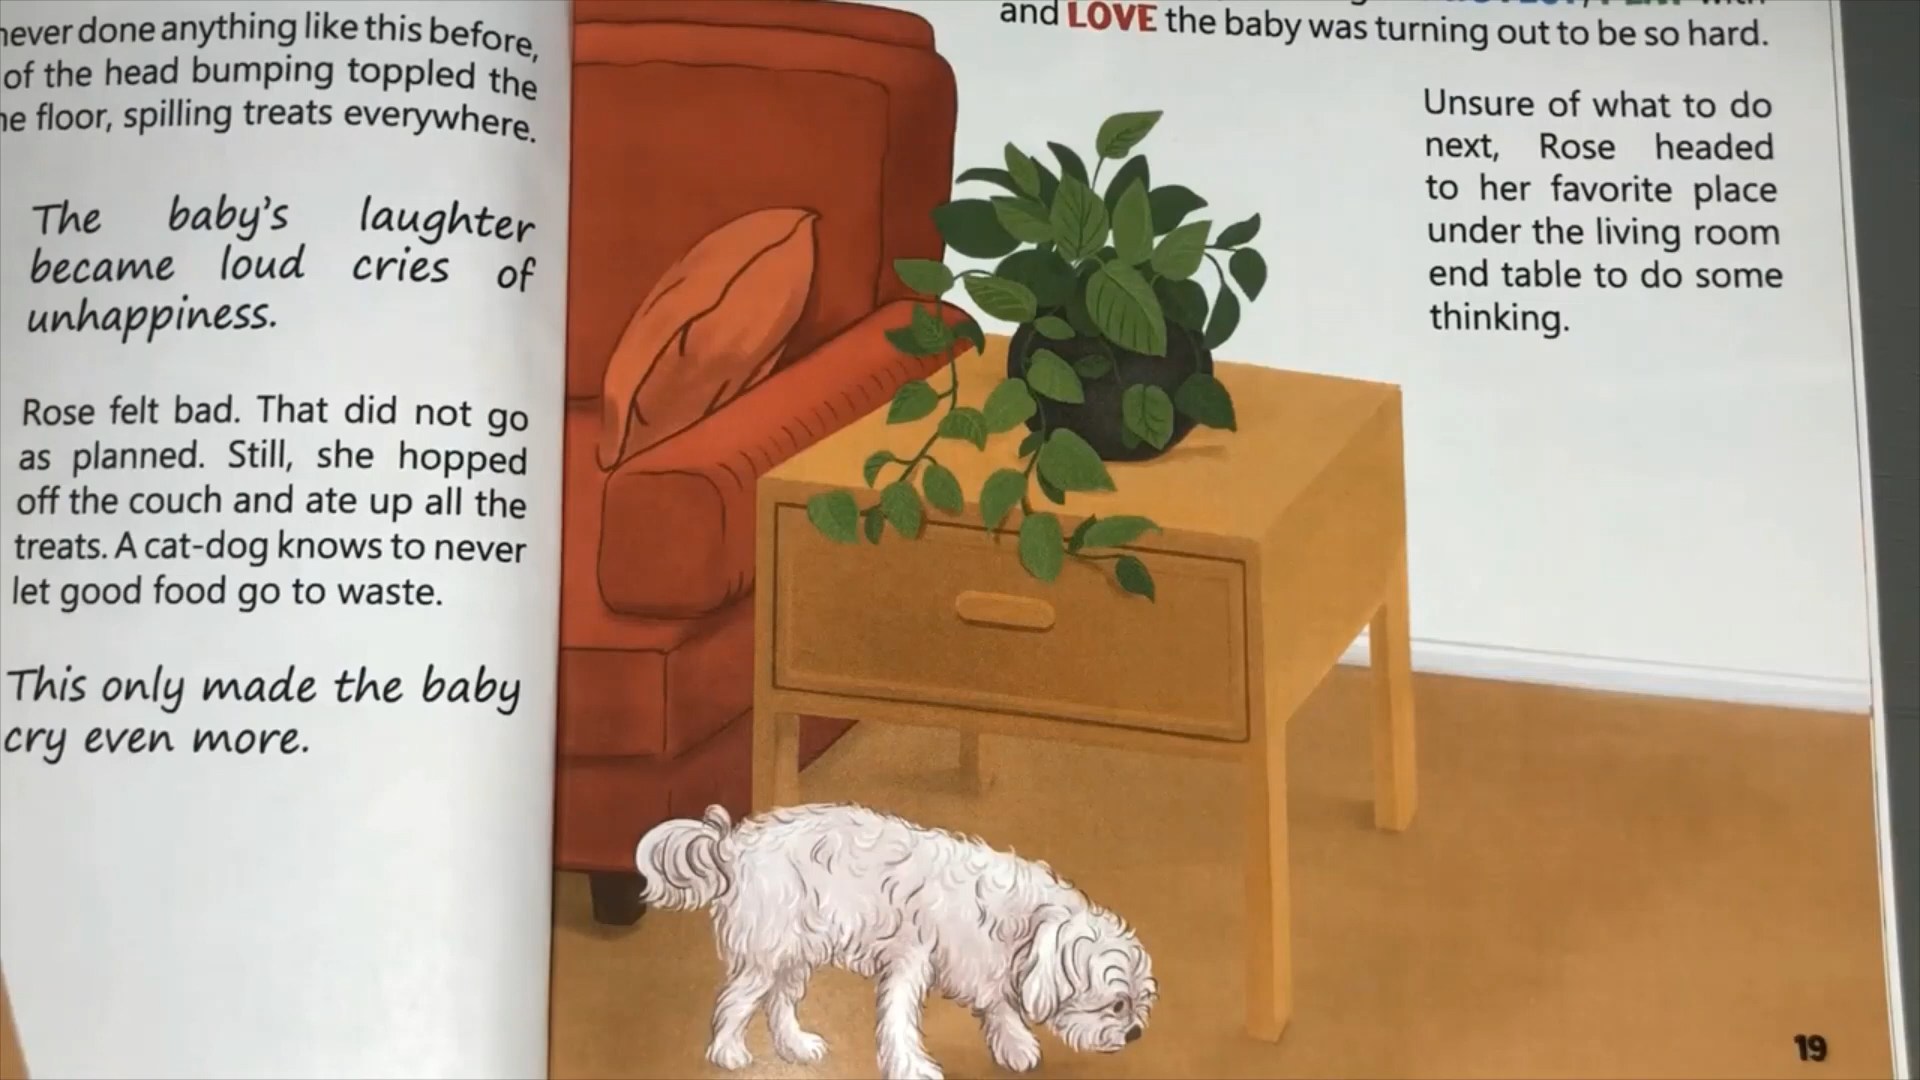 never done anything like this before,
of the head bumping toppled the
floor, spilling treats everywhere.
The baby's laughter
became loud cries of
unhappiness.
Rose felt bad. That did not go
as planned. Still, she hopped
off the couch and ate up all the
treats. A cat-dog knows to never
let good food go to waste.
This only made the baby
cry even more.
and LOVE the baby was turning out to be so hard.
Unsure of what to do
next, Rose headed
to her favorite place
under the living room
end table to do some
thinking.
19